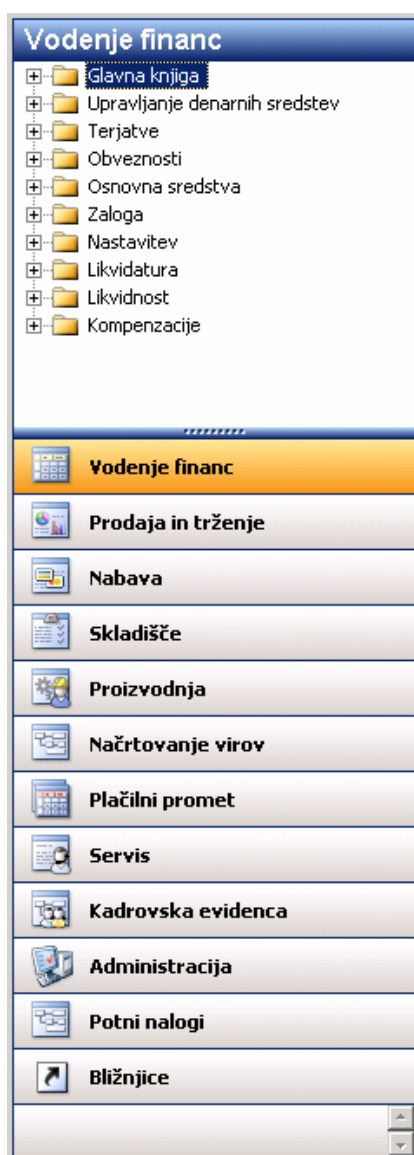 Vodenje financ
Glavna knjiga
Upravljanje denarnih sredstev
Terjatve
Obveznosti
Osnovna sredstva
Zaloga
Nastavitev
Likvidatura
Likvidnost
Kompenzacije
Vodenje financ
Prodaja in trženje
Nabava
Skladišče
Proizvodnja
Načrtovanje virov
Plačilni promet
Servis
Kadrovska evidenca
Administracija
Potni nalogi
Bližnjice